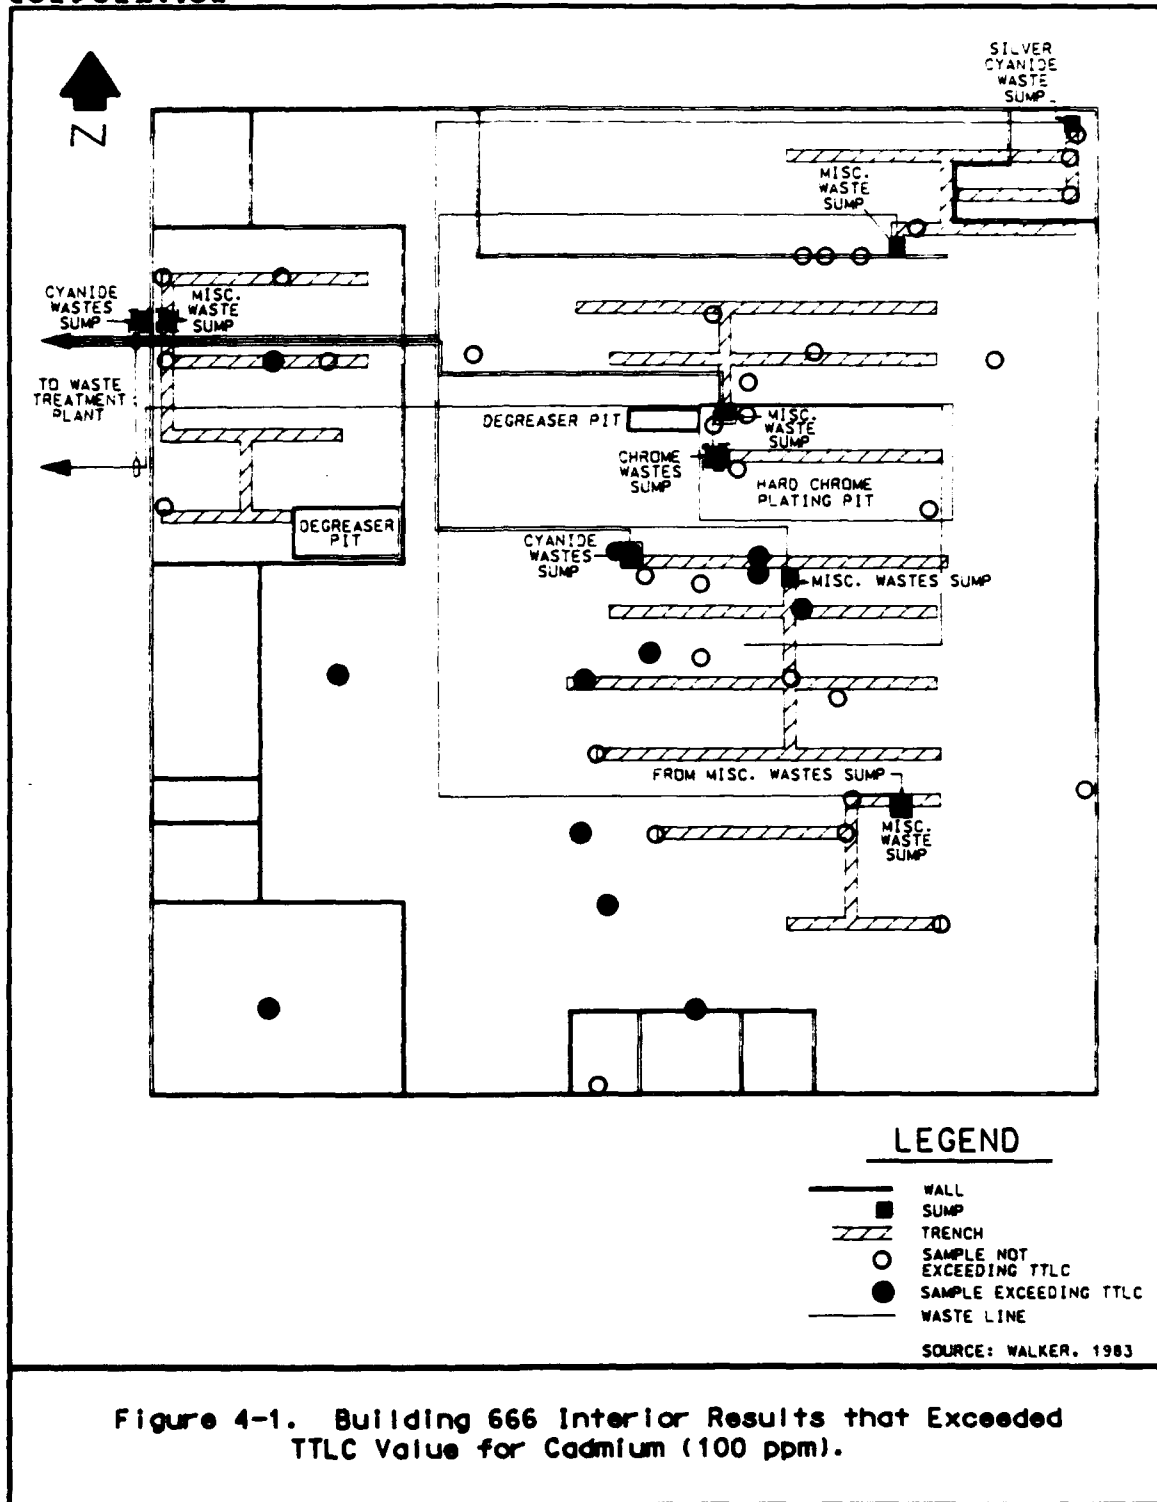 N
SILVER
CYANIDE
WASTE
SUMP
MISC.
WASTE
SUMP
CYANIDE
WASTES
SUMP
MISC.
WASTE
SUMP
TO WASTE
TREATMENT
PLANT
DEGREASER PIT
MISC.
WASTE
SUMP
CHROME
WASTES
SUMP
HARD CHROME
PLATING PIT
DEGREASER
PIT
CYANIDE
WASTES
SUMP
MISC. WASTES SUMP
FROM MISC. WASTES SUMP
MISC.
WASTE
SUMP
LEGEND
WALL
SUMP
TRENCH
SAMPLE NOT
EXCEEDING TTLC
SAMPLE EXCEEDING TTLC
WASTE LINE
SOURCE: WALKER. 1983
Figure 4-1. Building 666 Interior Results that Exceeded
TTLC Value for Cadmium (100 ppm).